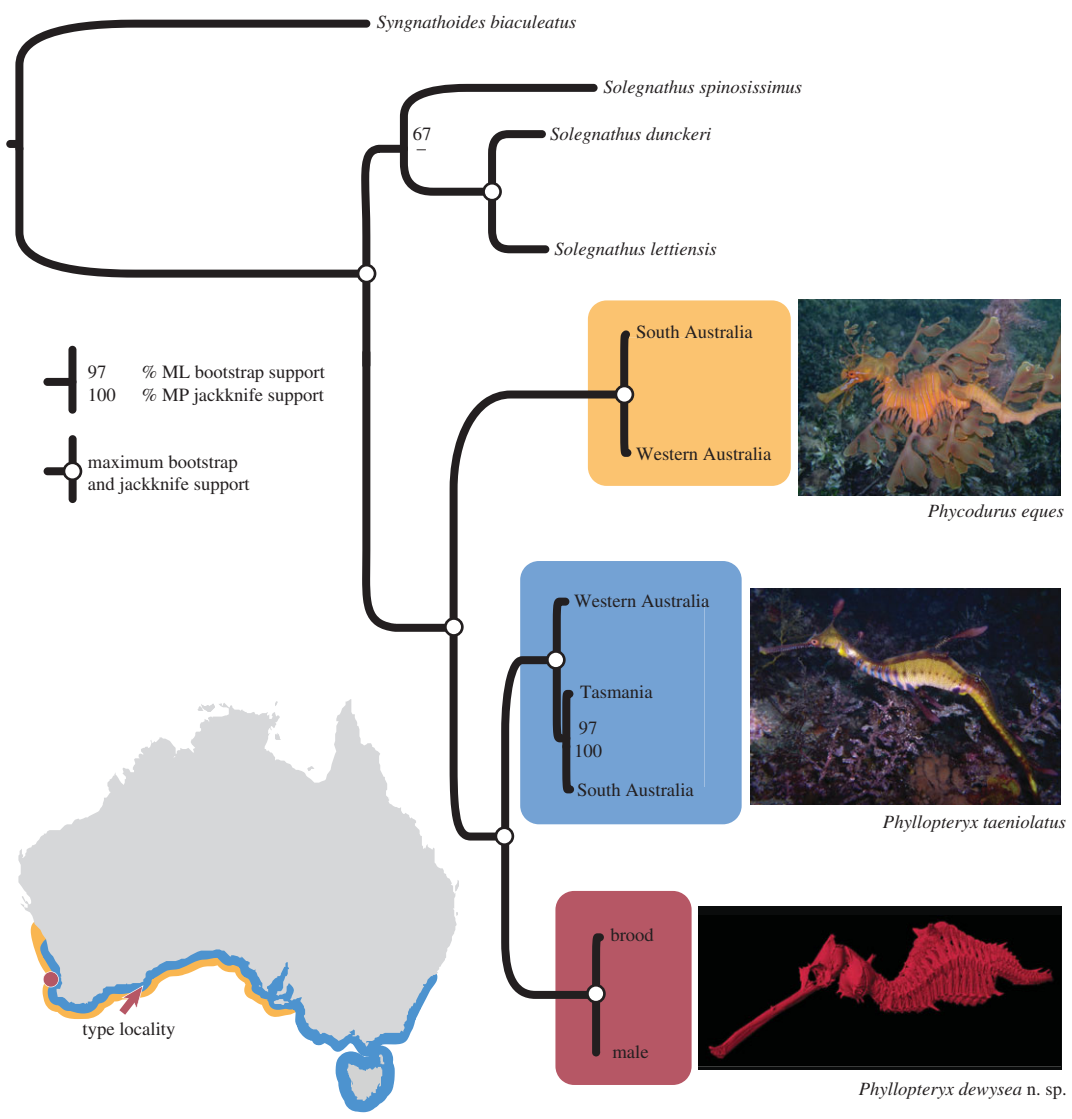 Syngnathoides biaculeatus
Solegnathus spinosissimus
67
–
Solegnathus dunckeri
Solegnathus lettiensis
97 % ML bootstrap support
100 % MP jackknife support
maximum bootstrap
and jackknife support
South Australia
Western Australia
Phycodurus eques
Western Australia
Tasmania
97
100
South Australia
Phyllopteryx taeniolatus
brood
male
Phyllopteryx dewysea n. sp.
type locality